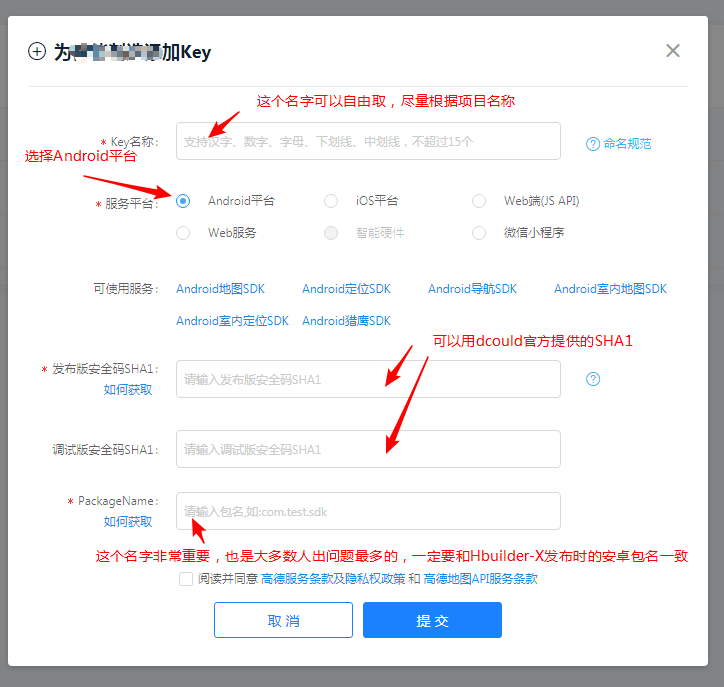 为 加Key
这个名字可以自由取，尽量根据项目名称
* Key名称:
支持汉字、数字、字母、下划线、中划线，不超过15个
命名规范
选择Android平台
* 服务平台:
Android平台
iOS平台
Web端(JS API)
Web服务
智能硬件
微信小程序
可使用服务:
Android地图SDK
Android定位SDK
Android导航SDK
Android室内地图SDK
Android室内定位SDK
Android猎鹰SDK
可以用dcould官方提供的SHA1
* 发布版安全码SHA1:
请输入发布版安全码SHA1
如何获取
调试版安全码SHA1:
请输入调试版安全码SHA1
* PackageName:
请输入包名,如:com.test.sdk
如何获取
这个名字非常重要，也是大多数人出问题最多的，一定要和Hbuilder-X发布时的安卓包名一致
阅读并同意 高德服务条款及隐私权政策 和 高德地图API服务条款
取消
提交